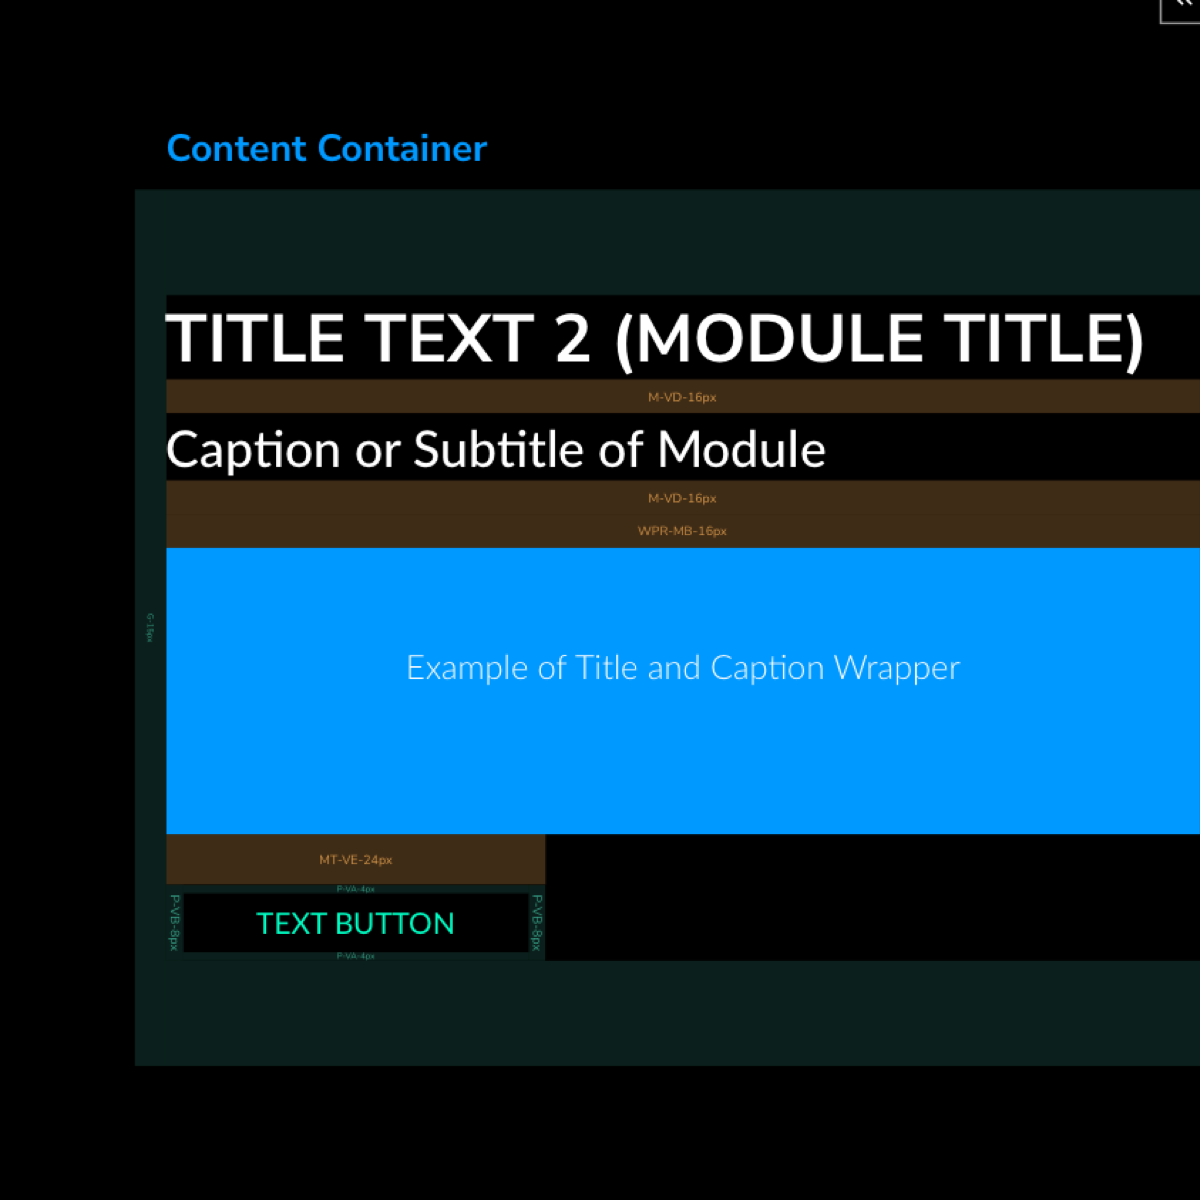 Content Container
TITLE TEXT 2 (MODULE TITLE)
M-VD-16px
Caption or Subtitle of Module
M-VD-16px
WPR-MB-16px
G-15px
Example of Title and Caption Wrapper
MT-VE-24px
P-VA-4px
P-VB-8px
TEXT BUTTON
P-VB-8px
P-VA-4px